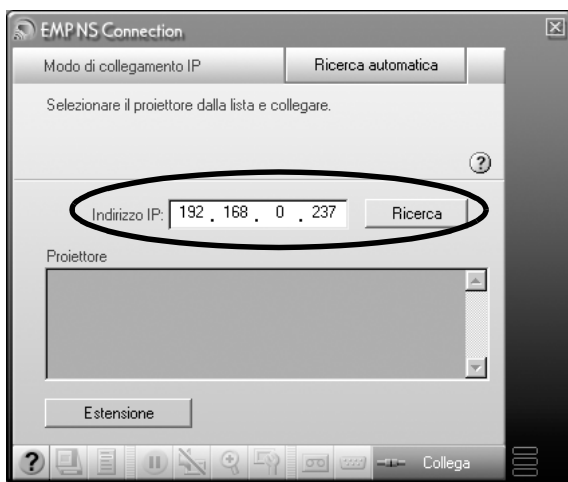 EMP NS Connection
Modo di collegamento IP Ricerca automatica
Selezionare il proiettore dalla lista e collegare.
?
Indirizzo IP: 192 . 168 . 0 . 237 Ricerca
Proiettore
Estensione
? Collega